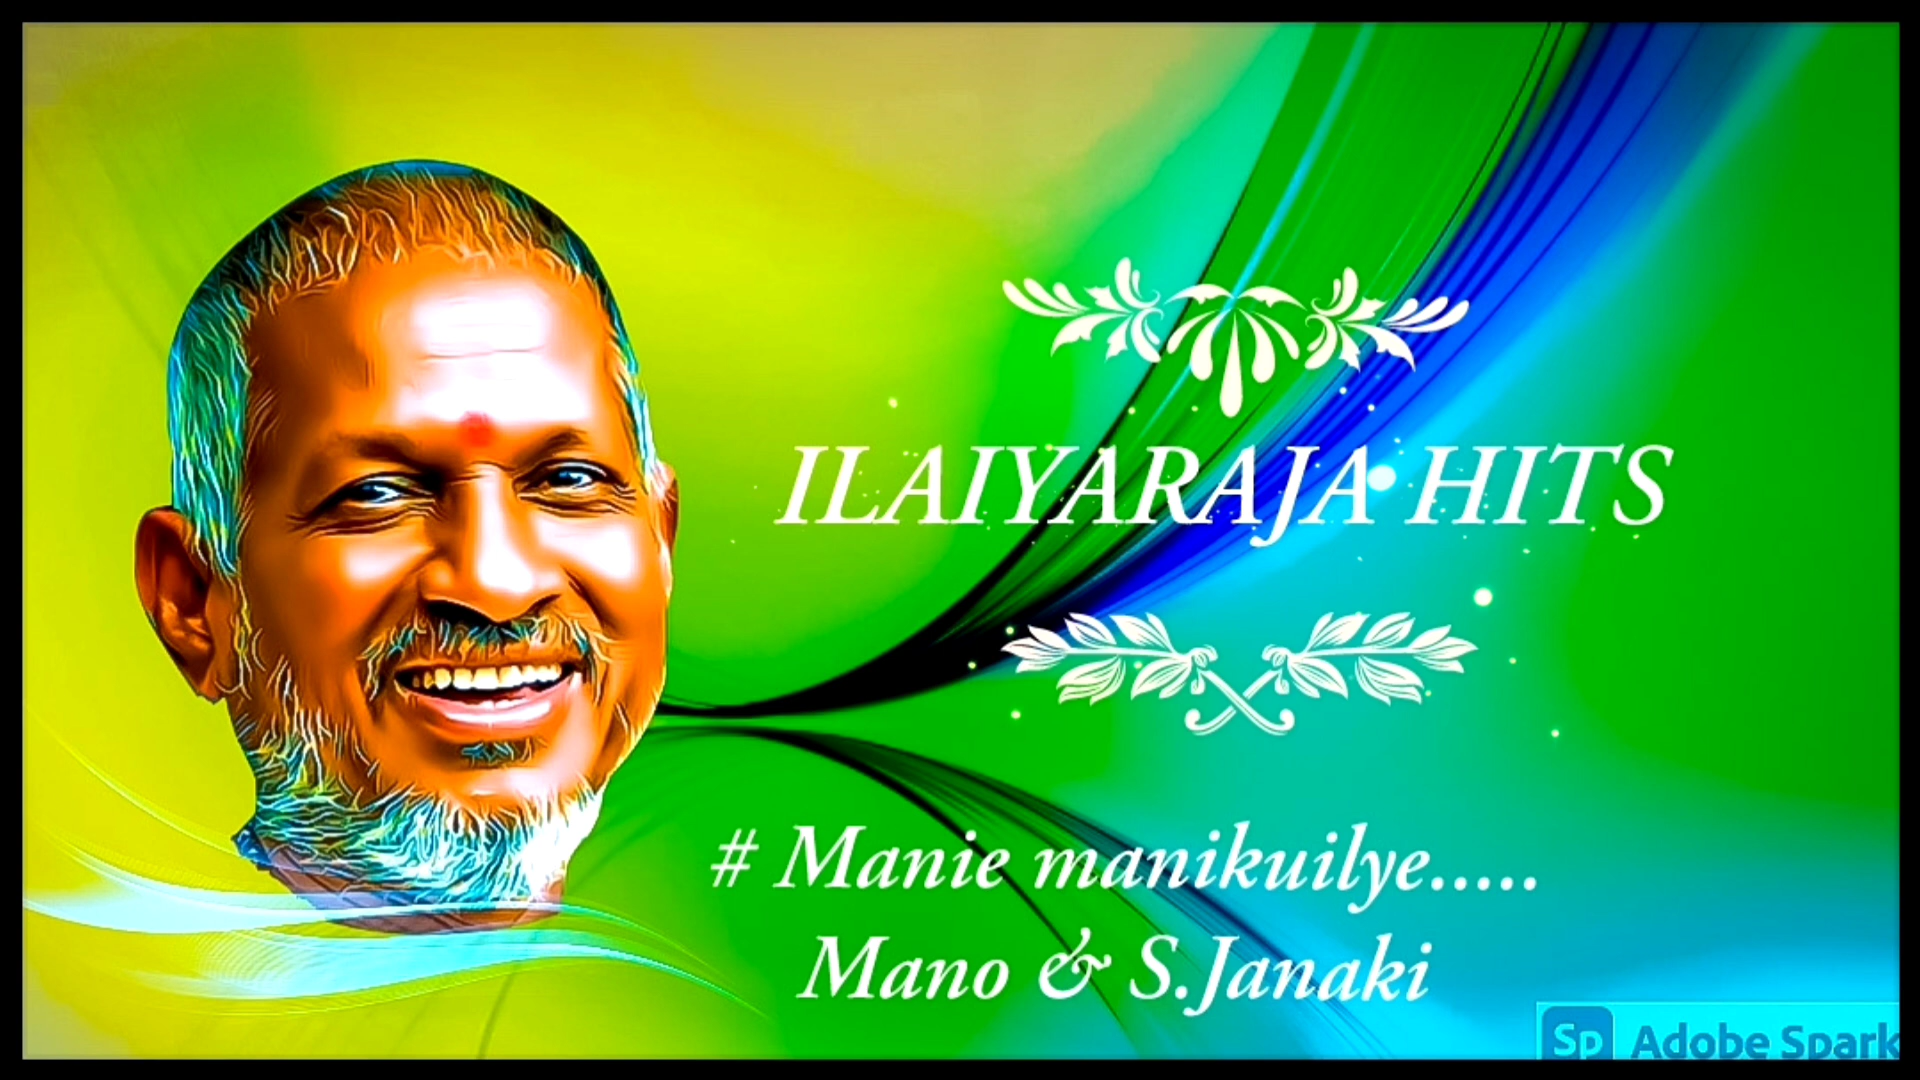 ILAIYARAJA HITS
# Manie manikuilye.....
Mano & S.Janaki
Sp Adobe Spark